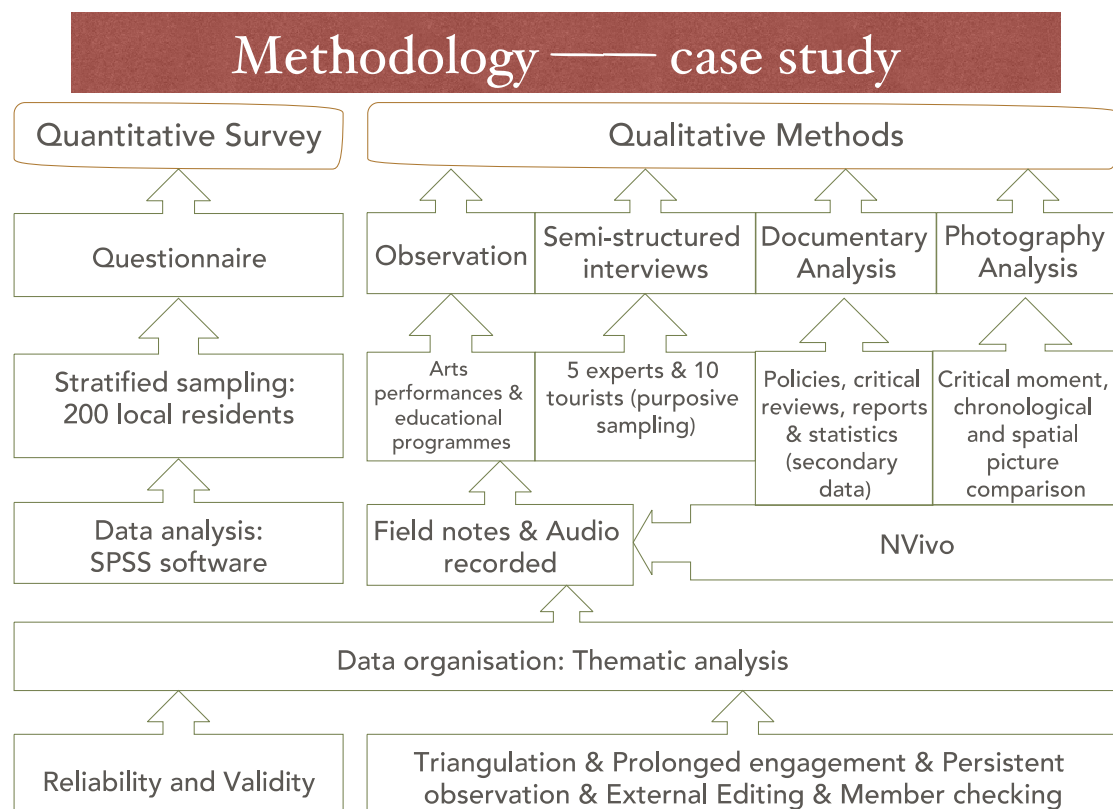 Methodology —— case study
Quantitative Survey
Qualitative Methods
Questionnaire
Observation
Semi-structured
interviews
Documentary
Analysis
Photography
Analysis
Stratified sampling:
200 local residents
Arts
performances &
educational
programmes
5 experts & 10
tourists (purposive
sampling)
Policies, critical
reviews, reports
& statistics
(secondary
data)
Critical moment,
chronological
and spatial
picture
comparison
Data analysis:
SPSS software
Field notes & Audio
recorded
NVivo
Data organisation: Thematic analysis
Reliability and Validity
Triangulation & Prolonged engagement & Persistent
observation & External Editing & Member checking